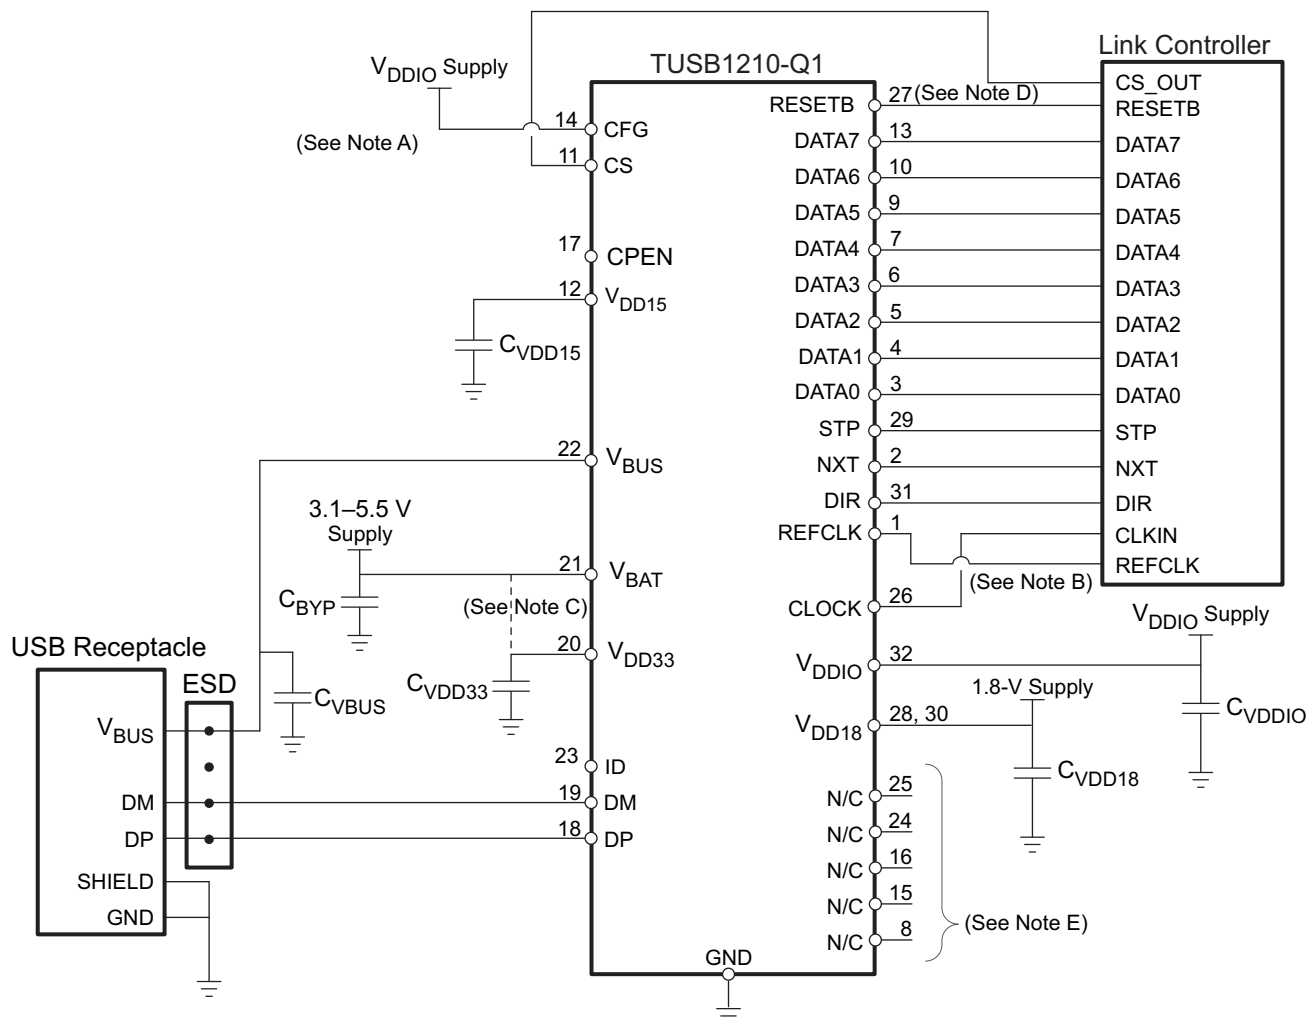 Link Controller
TUSB1210-Q1
VDDIO Supply
(See Note A)
14
CFG
11
CS
17
CPEN
12
VDD15
CVDD15
22
VBUS
3.1–5.5 V
Supply
21
VBAT
CBYP
(See Note C)
20
VDD33
CVDD33
USB Receptacle
ESD
CVBUS
VBUS
23
ID
DM
19
DM
DP
18
DP
SHIELD
GND
GND
RESETB
27
(See Note D)
CS_OUT
RESETB
DATA7
13
DATA7
DATA6
10
DATA6
DATA5
9
DATA5
DATA4
7
DATA4
DATA3
6
DATA3
DATA2
5
DATA2
DATA1
4
DATA1
DATA0
3
DATA0
STP
29
STP
NXT
2
NXT
DIR
31
DIR
REFCLK
1
CLKIN
REFCLK
(See Note B)
CLOCK
26
VDDIO Supply
VDDIO
32
CVDDIO
1.8-V Supply
VDD18
28, 30
CVDD18
N/C
25
N/C
24
N/C
16
N/C
15
N/C
8
(See Note E)